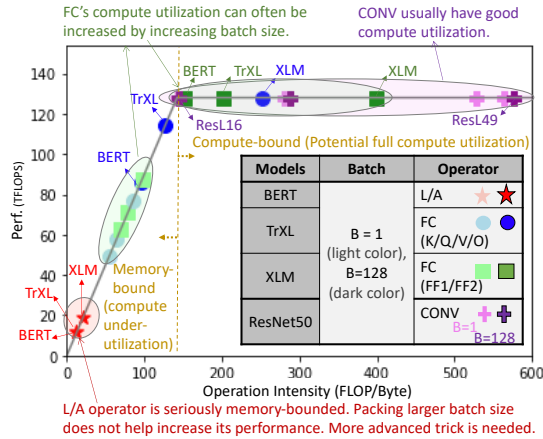 FC's compute utilization can often be
increased by increasing batch size.
CONV usually have good
compute utilization.
BERT
TrXL
XLM
XLM
TrXL
ResL16
ResL49
Compute-bound (Potential full compute utilization)
BERT
Memory-
bound
(compute
under-
utilization)
XLM
TrXL
BERT
Models Batch Operator
BERT L/A
TrXL FC
(K/Q/V/O)
XLM FC
(FF1/FF2)
ResNet50 CONV
B = 1
(light color),
B=128
(dark color)
B=1
B=128
Perf. (TFLOPS)
140
120
100
80
60
40
20
0
0 100 200 300 400 500 600
Operation Intensity (FLOP/Byte)
L/A operator is seriously memory-bounded. Packing larger batch size
does not help increase its performance. More advanced trick is needed.